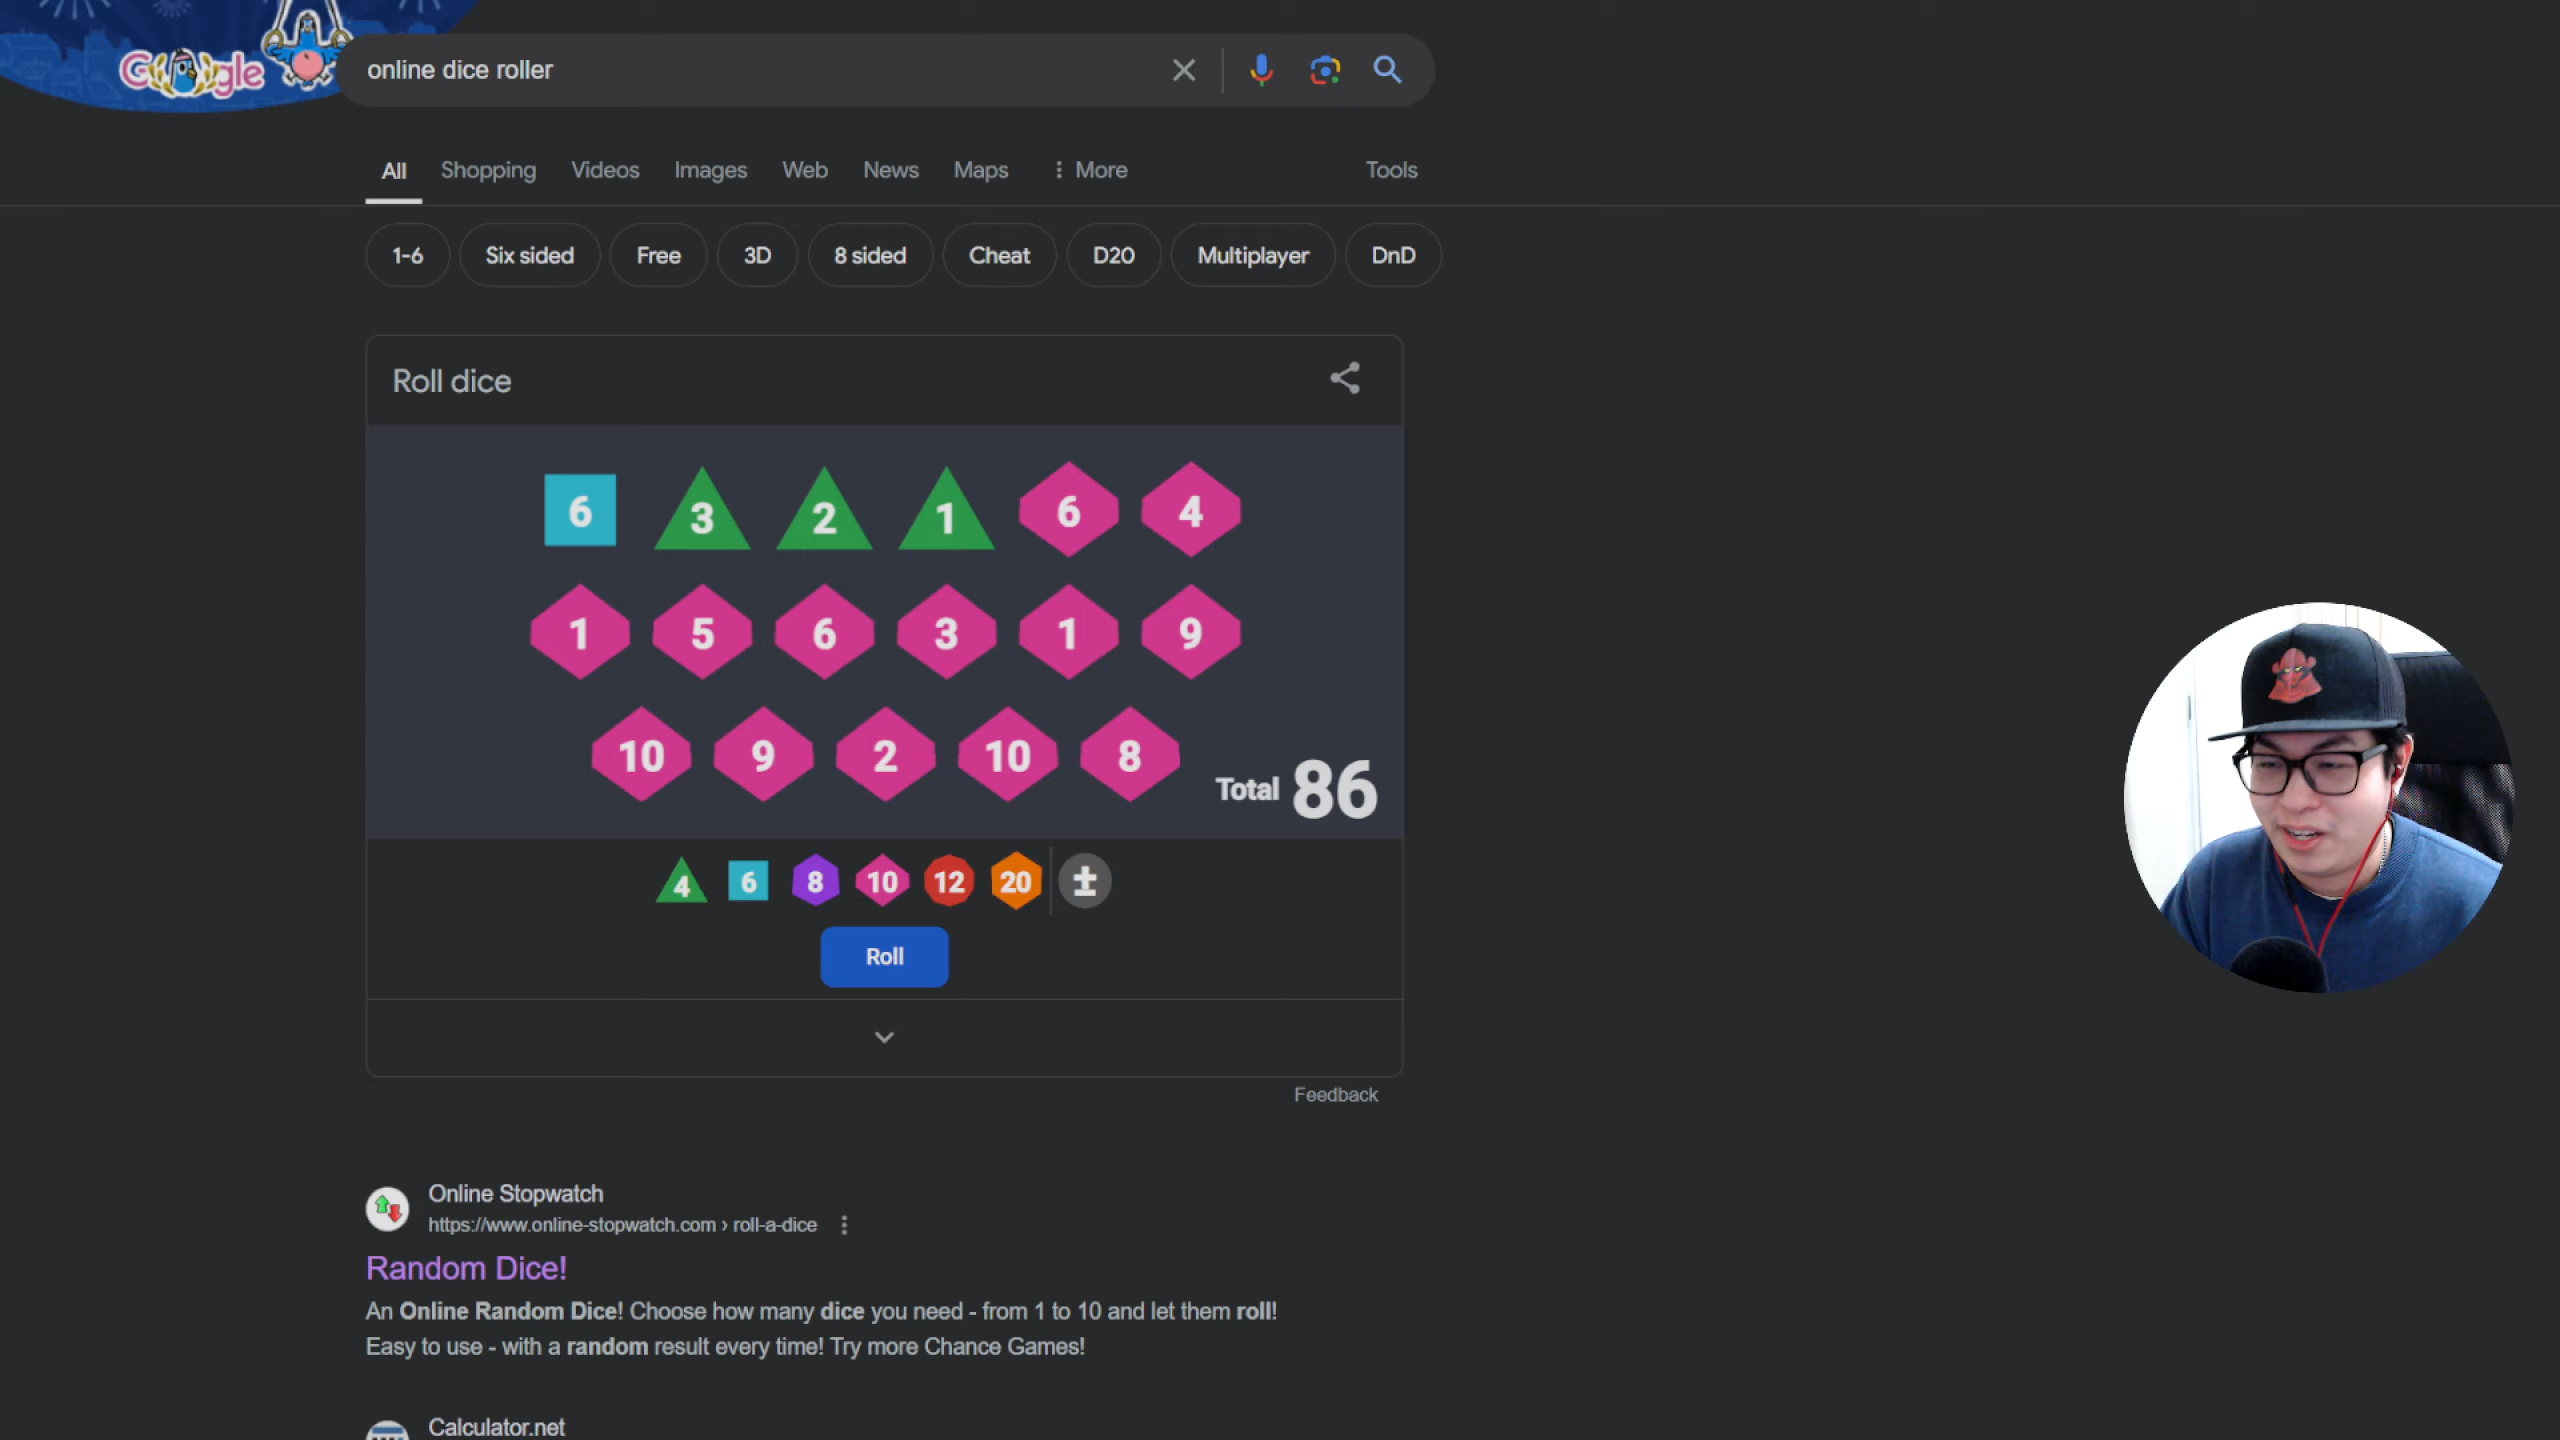 Google
online dice roller
All Shopping Videos Images Web News Maps More Tools
1-6 Six sided Free 3D 8 sided Cheat D20 Multiplayer DnD
Roll dice
6 3 2 1 6 4
1 5 6 3 1 9
10 9 2 10 8
Total 86
4 6 8 10 12 20 ±
Roll
Feedback
Online Stopwatch
https://www.online-stopwatch.com › roll-a-dice
Random Dice!
An Online Random Dice! Choose how many dice you need - from 1 to 10 and let them roll!
Easy to use - with a random result every time! Try more Chance Games!
Calculator.net